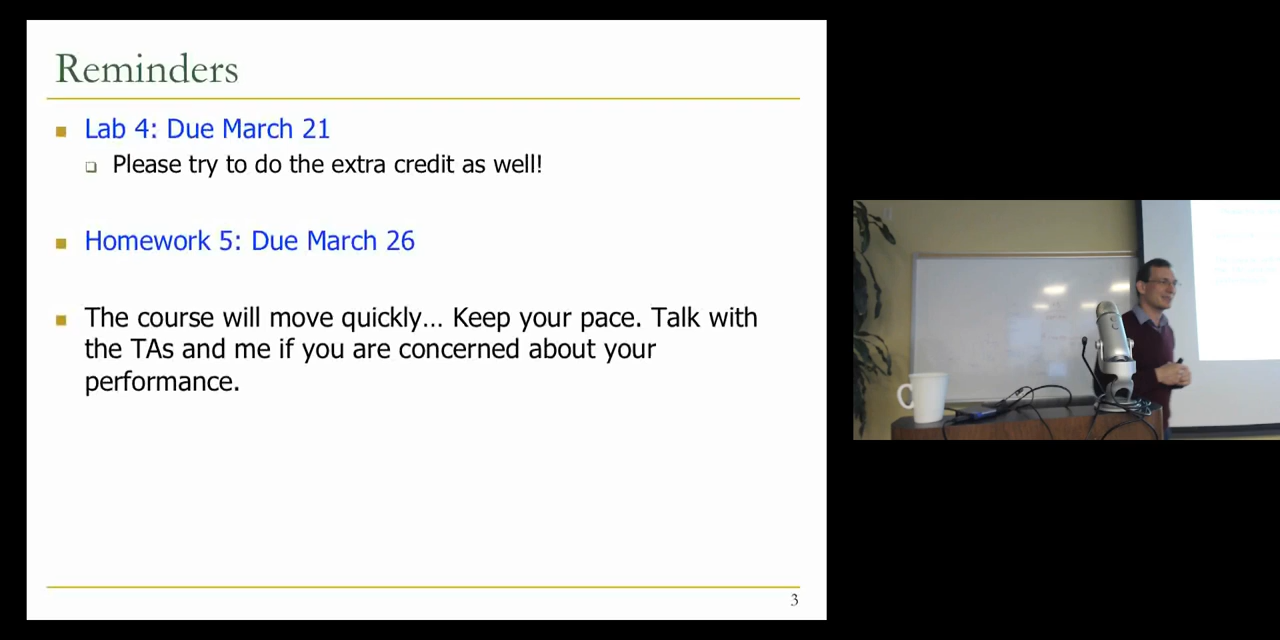 Reminders
Lab 4: Due March 21
Please try to do the extra credit as well!
Homework 5: Due March 26
The course will move quickly... Keep your pace. Talk with
the TAs and me if you are concerned about your
performance.
3